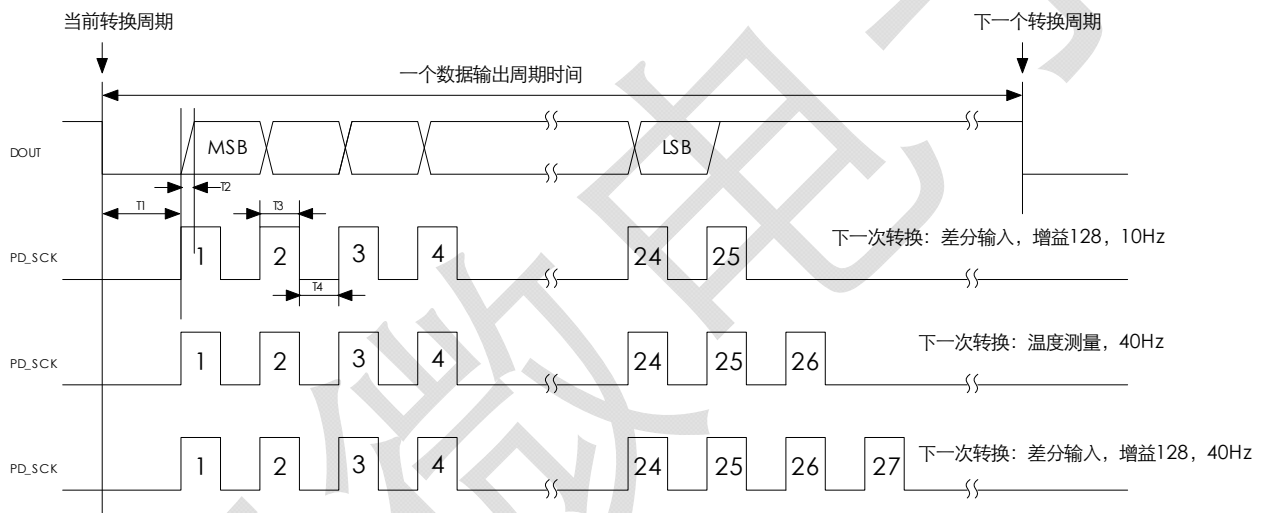 当前转换周期
下一个转换周期
一个数据输出周期时间
DOUT
MSB
LSB
T2
T1
T3
下一次转换：差分输入，增益128，10Hz
PD_SCK
1 2 3 4 24 25
T4
下一次转换：温度测量，40Hz
PD_SCK
1 2 3 4 24 25 26
下一次转换：差分输入，增益128，40Hz
PD_SCK
1 2 3 4 24 25 26 27
微电